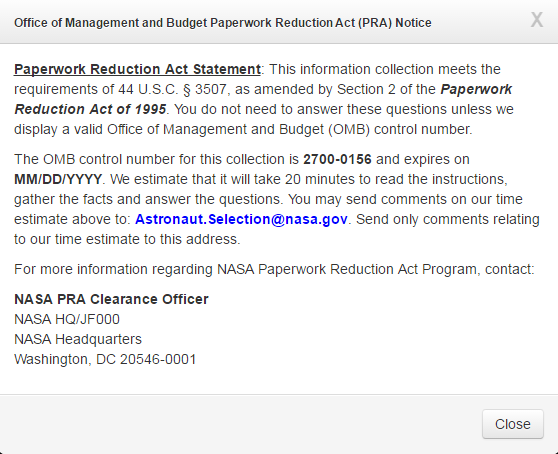 Office of Management and Budget Paperwork Reduction Act (PRA) Notice X
Paperwork Reduction Act Statement: This information collection meets the
requirements of 44 U.S.C. § 3507, as amended by Section 2 of the Paperwork
Reduction Act of 1995. You do not need to answer these questions unless we
display a valid Office of Management and Budget (OMB) control number.
The OMB control number for this collection is 2700-0156 and expires on
MM/DD/YYYY. We estimate that it will take 20 minutes to read the instructions,
gather the facts and answer the questions. You may send comments on our time
estimate above to: Astronaut.Selection@nasa.gov. Send only comments relating
to our time estimate to this address.
For more information regarding NASA Paperwork Reduction Act Program, contact:
NASA PRA Clearance Officer
NASA HQ/JF000
NASA Headquarters
Washington, DC 20546-0001
Close